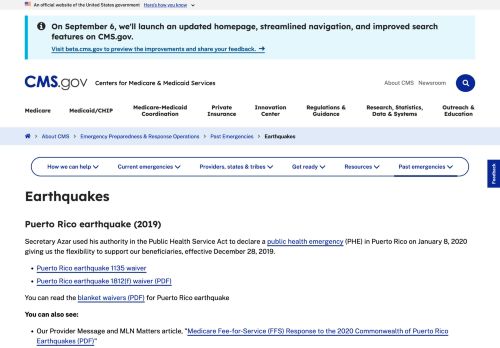 An official website of the United States government Here's how you know
On September 6, we'll launch an updated homepage, streamlined navigation, and improved search
features on CMS.gov.
Visit beta.cms.gov to preview the improvements and share your feedback. →
CMS.gov Centers for Medicare & Medicaid Services
About CMS Newsroom
Medicare Medicaid/CHIP Medicare-Medicaid Coordination Private Insurance Innovation Center Regulations & Guidance Research, Statistics, Data & Systems Outreach & Education
About CMS > Emergency Preparedness & Response Operations > Past Emergencies > Earthquakes
Feedback
How we can help Current emergencies Providers, states & tribes Get ready Resources Past emergencies
Earthquakes
Puerto Rico earthquake (2019)
Secretary Azar used his authority in the Public Health Service Act to declare a public health emergency (PHE) in Puerto Rico on January 8, 2020
giving us the flexibility to support our beneficiaries, effective December 28, 2019.
• Puerto Rico earthquake 1135 waiver
• Puerto Rico earthquake 1812(f) waiver (PDF)
You can read the blanket waivers (PDF) for Puerto Rico earthquake
You can also see:
• Our Provider Message and MLN Matters article, "Medicare Fee-for-Service (FFS) Response to the 2020 Commonwealth of Puerto Rico
Earthquakes (PDF)"